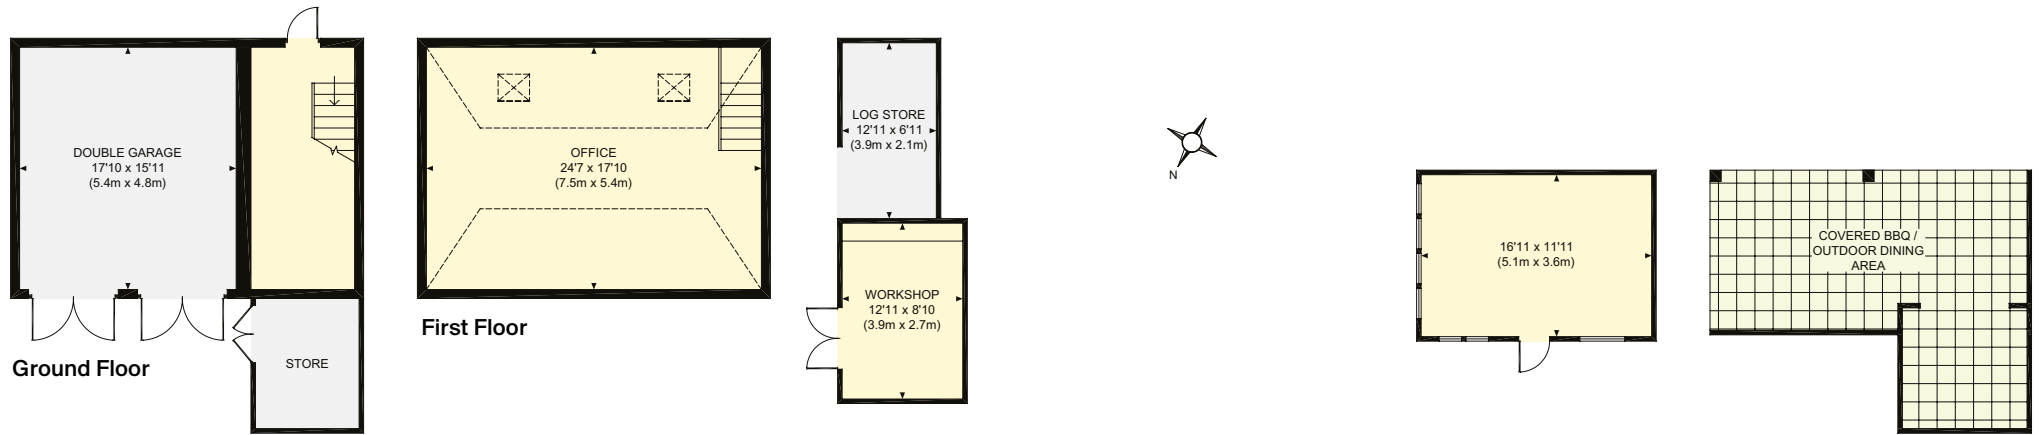 DOUBLE GARAGE
17'10 x 15'11
(5.4m x 4.8m)
Ground Floor
STORE
OFFICE
24'7 x 17'10
(7.5m x 5.4m)
First Floor
LOG STORE
12'11 x 6'11
(3.9m x 2.1m)
WORKSHOP
12'11 x 8'10
(3.9m x 2.7m)
N
16'11 x 11'11
(5.1m x 3.6m)
COVERED BBQ /
OUTDOOR DINING
AREA